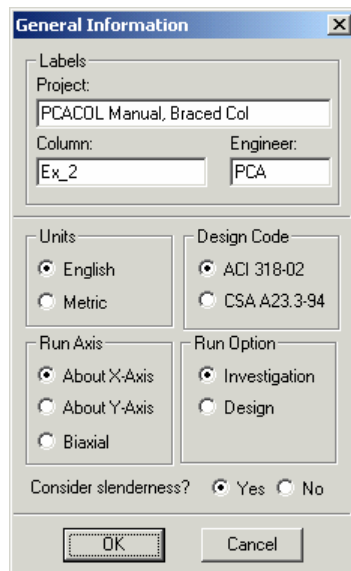 General Information
Labels
Project:
PCACOL Manual, Braced Col
Column: Engineer:
Ex_2 PCA
Units
English
Metric
Design Code
ACI 318-02
CSA A23.3-94
Run Axis
About X-Axis
About Y-Axis
Biaxial
Run Option
Investigation
Design
Consider slenderness? Yes No
OK Cancel